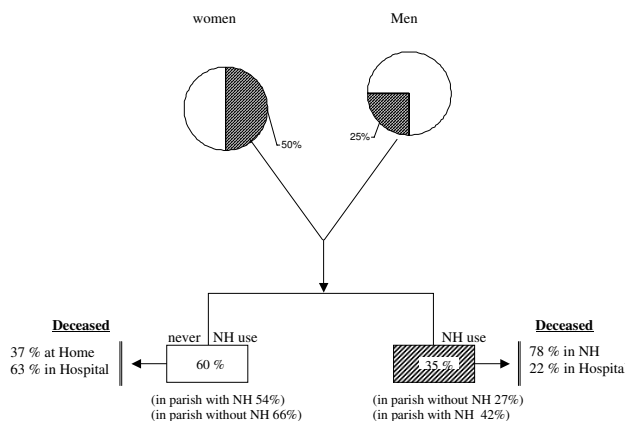 women
Men
50%
25%
Deceased
37 % at Home
63 % in Hospital
never NH use
60 %
(in parish with NH 54%)
(in parish without NH 66%)
NH use
35 %
(in parish without NH 27%)
(in parish with NH 42%)
Deceased
78 % in NH
22 % in Hospital